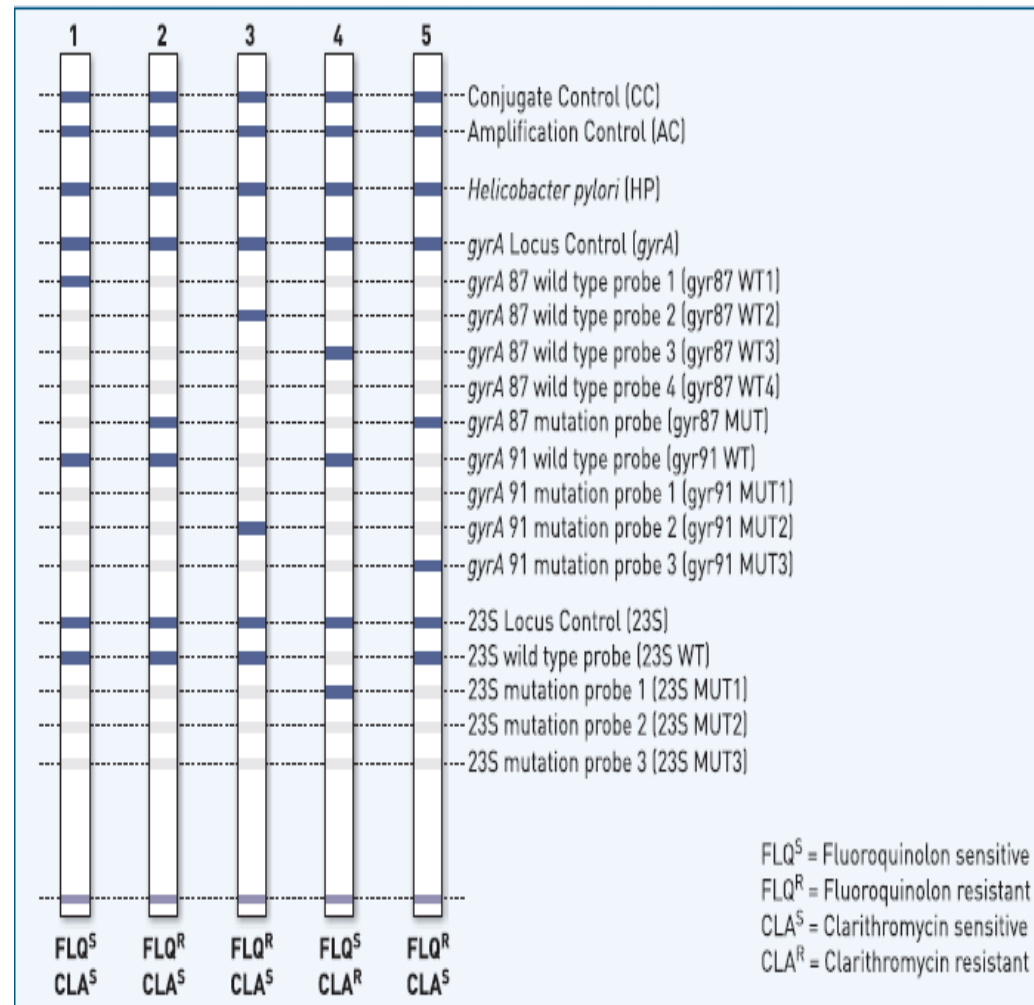 1 2 3 4 5
Conjugate Control (CC)
Amplification Control (AC)
Helicobacter pylori (HP)
gyrA Locus Control (gyrA)
gyrA 87 wild type probe 1 (gyr87 WT1)
gyrA 87 wild type probe 2 (gyr87 WT2)
gyrA 87 wild type probe 3 (gyr87 WT3)
gyrA 87 wild type probe 4 (gyr87 WT4)
gyrA 87 mutation probe (gyr87 MUT)
gyrA 91 wild type probe (gyr91 WT)
gyrA 91 mutation probe 1 (gyr91 MUT1)
gyrA 91 mutation probe 2 (gyr91 MUT2)
gyrA 91 mutation probe 3 (gyr91 MUT3)
23S Locus Control (23S)
23S wild type probe (23S WT)
23S mutation probe 1 (23S MUT1)
23S mutation probe 2 (23S MUT2)
23S mutation probe 3 (23S MUT3)
FLQS = Fluoroquinolon sensitive
FLQR = Fluoroquinolon resistant
CLAS = Clarithromycin sensitive
CLAR = Clarithromycin resistant
FLQS FLQR FLQR FLQS FLQR
CLAS CLAS CLAS CLAR CLAS